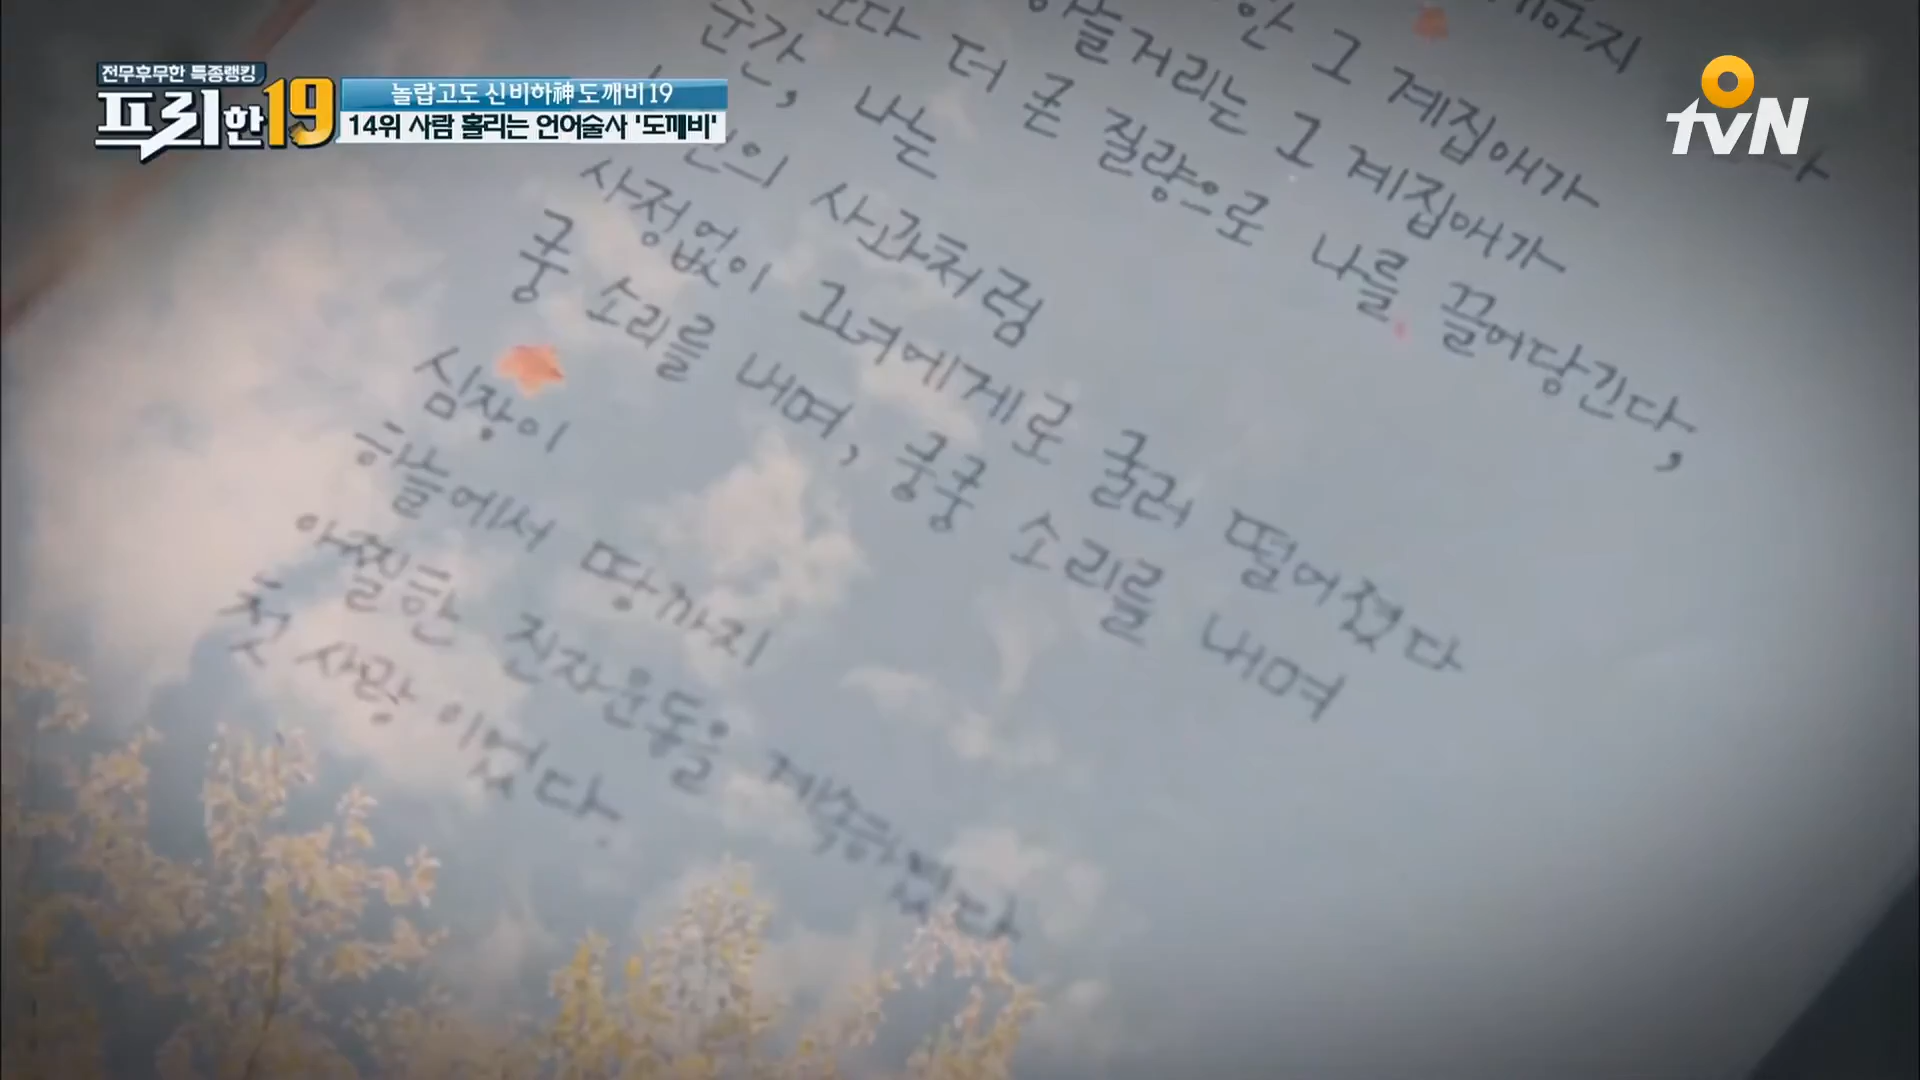 전무후무한 특종랭킹
프리한19
놀랍고도 신비하神 도깨비19
14위 사람 홀리는 언어술사 '도깨비'
tvN
안 그 계집애가
하늘거리는 그 계집애가
보다 더 큰 질량으로 나를 끌어당긴다,
순간, 나는
사과처럼
사정없이 그녀에게로 굴러 떨어졌다
쿵 소리를 내며, 쿵쿵 소리를 내며
심장이
하늘에서 땅까지
아찔한 진자운동을 계속하였다
첫 사랑 이었다.